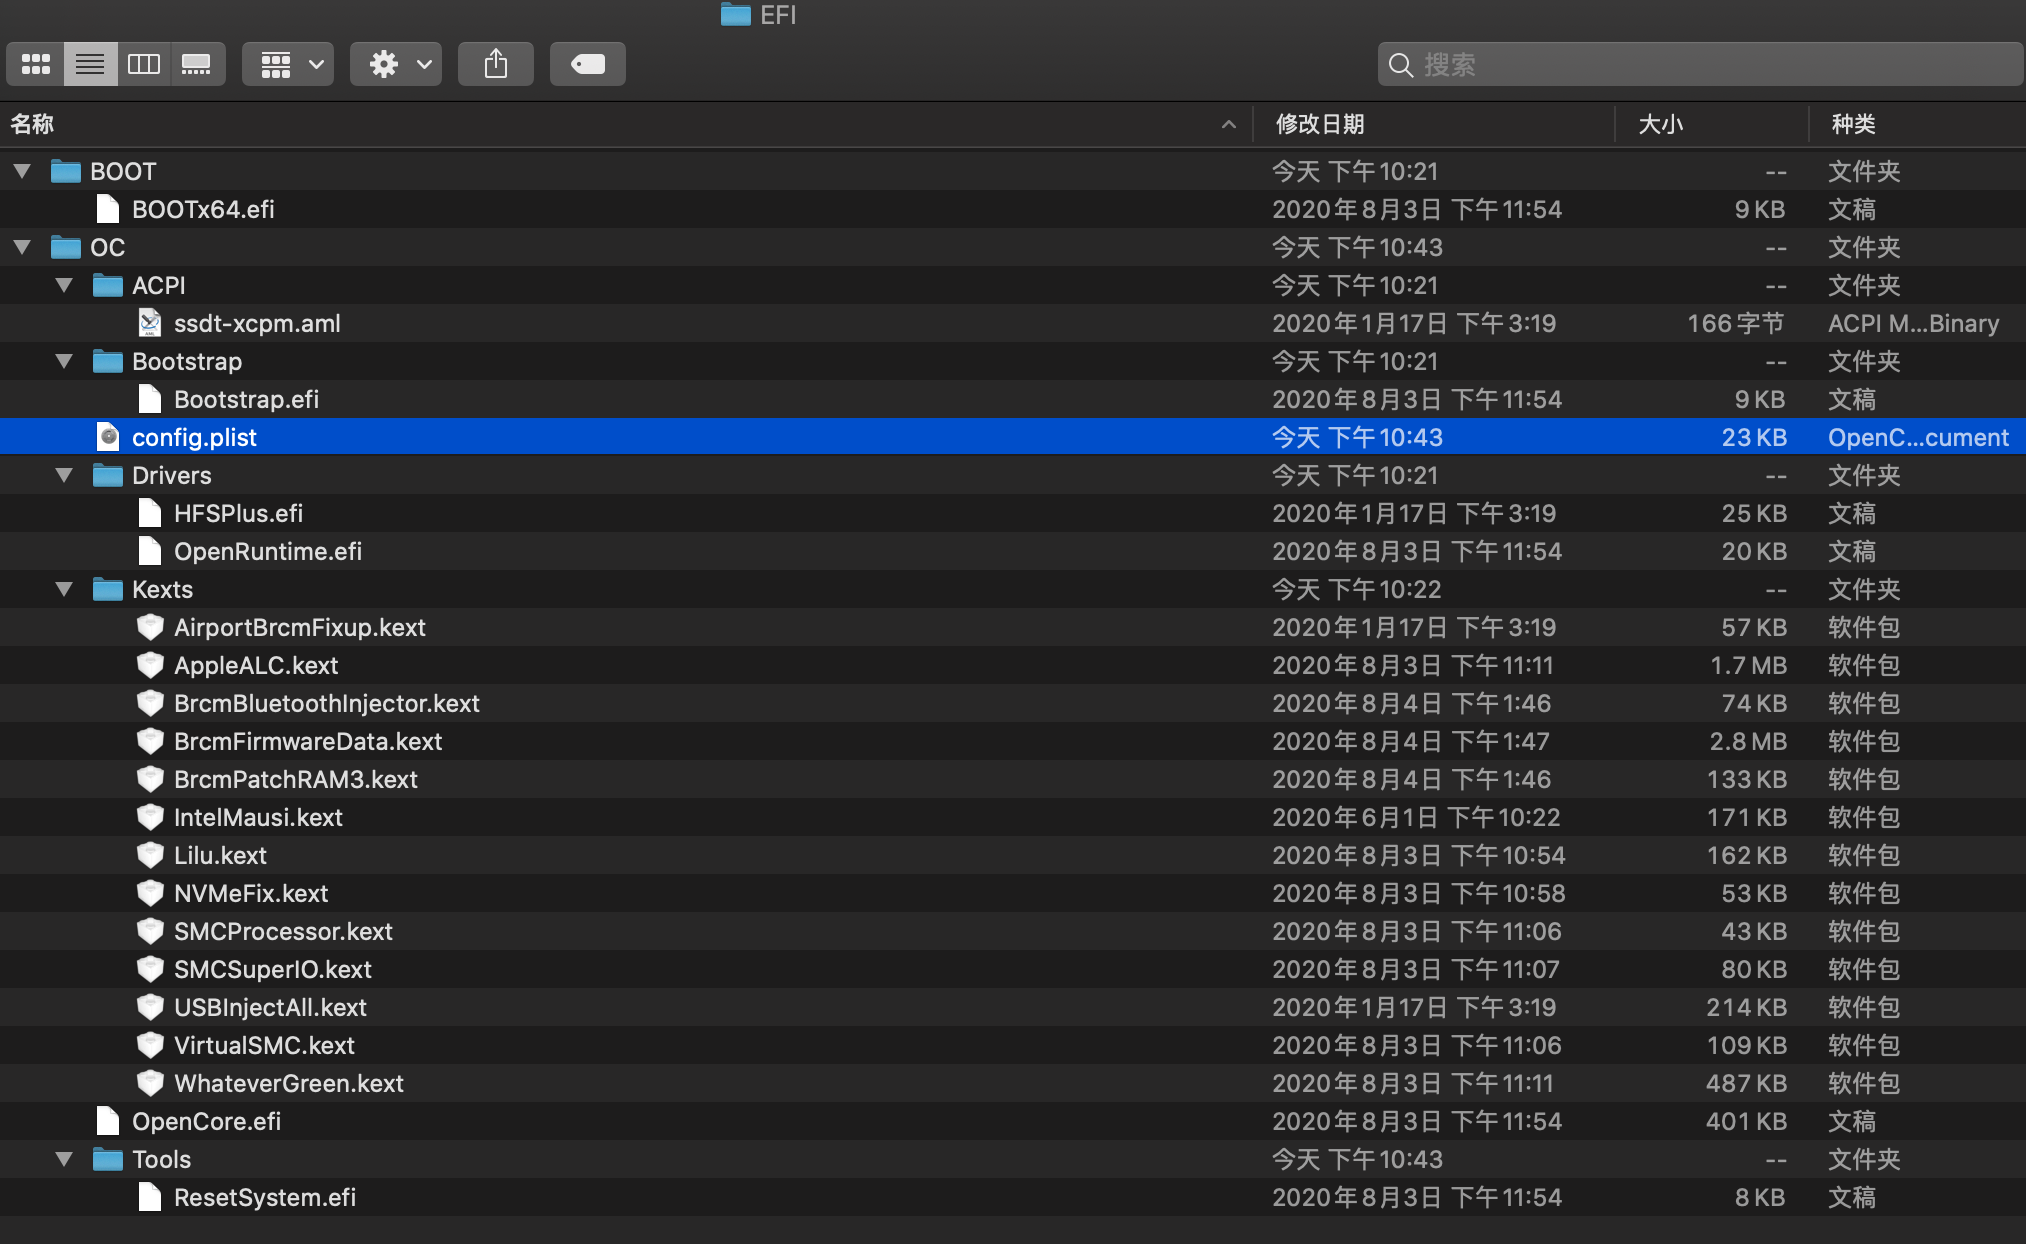 EFI
搜索
名称 修改日期 大小 种类
BOOT 今天 下午10:21 -- 文件夹
BOOTx64.efi 2020年8月3日 下午11:54 9 KB 文稿
OC 今天 下午10:43 -- 文件夹
ACPI 今天 下午10:21 -- 文件夹
ssdt-xcpm.aml 2020年1月17日 下午3:19 166 字节 ACPI M...Binary
Bootstrap 今天 下午10:21 -- 文件夹
Bootstrap.efi 2020年8月3日 下午11:54 9 KB 文稿
config.plist 今天 下午10:43 23 KB OpenC...cument
Drivers 今天 下午10:21 -- 文件夹
HFSPlus.efi 2020年1月17日 下午3:19 25 KB 文稿
OpenRuntime.efi 2020年8月3日 下午11:54 20 KB 文稿
Kexts 今天 下午10:22 -- 文件夹
AirportBrcmFixup.kext 2020年1月17日 下午3:19 57 KB 软件包
AppleALC.kext 2020年8月3日 下午11:11 1.7 MB 软件包
BrcmBluetoothInjector.kext 2020年8月4日 下午1:46 74 KB 软件包
BrcmFirmwareData.kext 2020年8月4日 下午1:47 2.8 MB 软件包
BrcmPatchRAM3.kext 2020年8月4日 下午1:46 133 KB 软件包
IntelMausi.kext 2020年6月1日 下午10:22 171 KB 软件包
Lilu.kext 2020年8月3日 下午10:54 162 KB 软件包
NVMeFix.kext 2020年8月3日 下午10:58 53 KB 软件包
SMCProcessor.kext 2020年8月3日 下午11:06 43 KB 软件包
SMCSuperIO.kext 2020年8月3日 下午11:07 80 KB 软件包
USBInjectAll.kext 2020年1月17日 下午3:19 214 KB 软件包
VirtualSMC.kext 2020年8月3日 下午11:06 109 KB 软件包
WhateverGreen.kext 2020年8月3日 下午11:11 487 KB 软件包
OpenCore.efi 2020年8月3日 下午11:54 401 KB 文稿
Tools 今天 下午10:43 -- 文件夹
ResetSystem.efi 2020年8月3日 下午11:54 8 KB 文稿